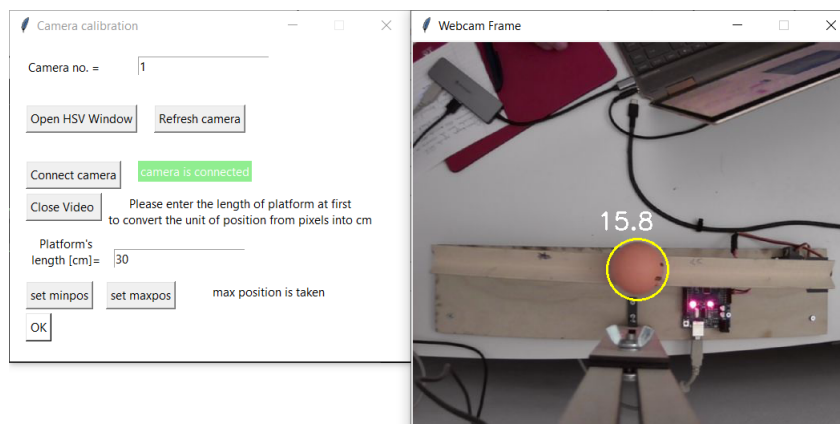 Camera calibration
Camera no. =
1
Open HSV Window
Refresh camera
Connect camera
camera is connected
Close Video
Please enter the length of platform at first
to convert the unit of position from pixels into cm
Platform's
length [cm]=
30
set minpos
set maxpos
max position is taken
OK
Webcam Frame
15.8